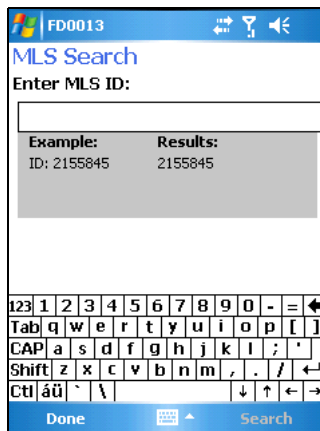 FD0013
MLS Search
Enter MLS ID:
Example: Results:
ID: 2155845 2155845
123 1 2 3 4 5 6 7 8 9 0 - =
Tab q w e r t y u i o p [ ]
CAP a s d f g h j k l ; '
Shift z x c v b n m , . /
Ctl áü ` \
Done Search